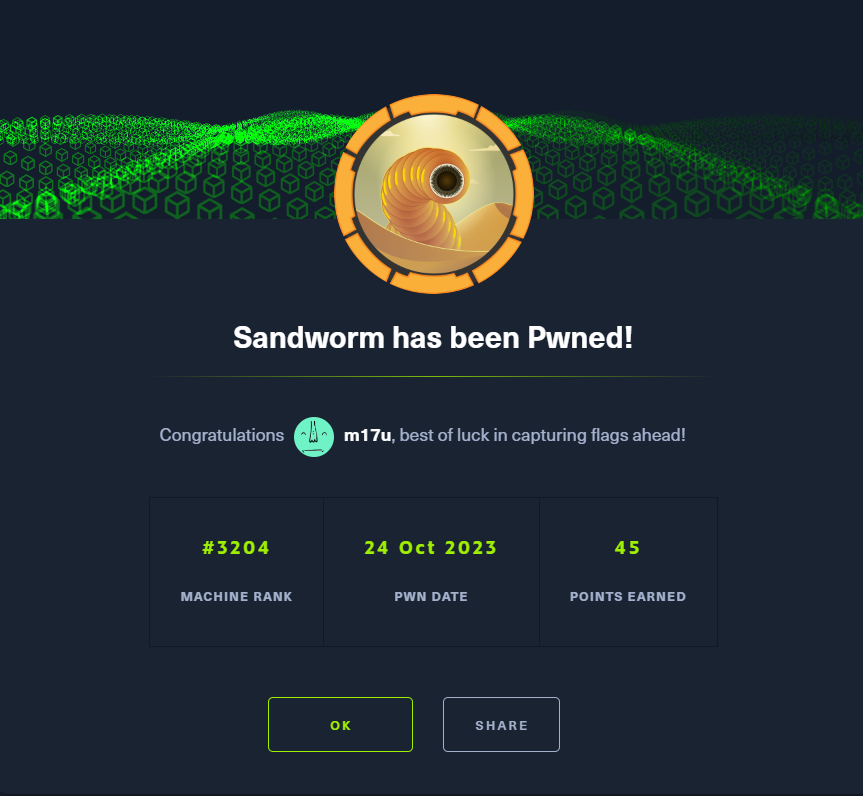 Sandworm has been Pwned!
Congratulations m17u, best of luck in capturing flags ahead!
#3204 24 Oct 2023 45
MACHINE RANK PWN DATE POINTS EARNED
OK SHARE